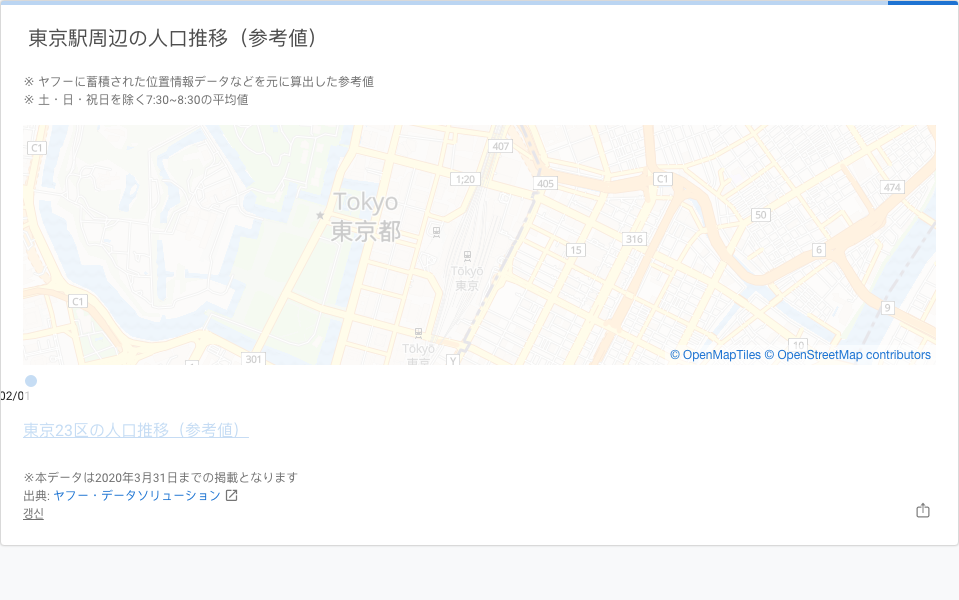 東京駅周辺の人口推移（参考値）
※ ヤフーに蓄積された位置情報データなどを元に算出した参考値
※ 土・日・祝日を除く7:30~8:30の平均値
C1
407
1;20
405
C1
474
Tokyo
東京都
50
316
15
6
Tōkyō
東京
C1
9
10
Tōkyō
東京
301
Y
© OpenMapTiles © OpenStreetMap contributors
02/01
東京23区の人口推移（参考値）
※本データは2020年3月31日までの掲載となります
出典: ヤフー・データソリューション
갱신